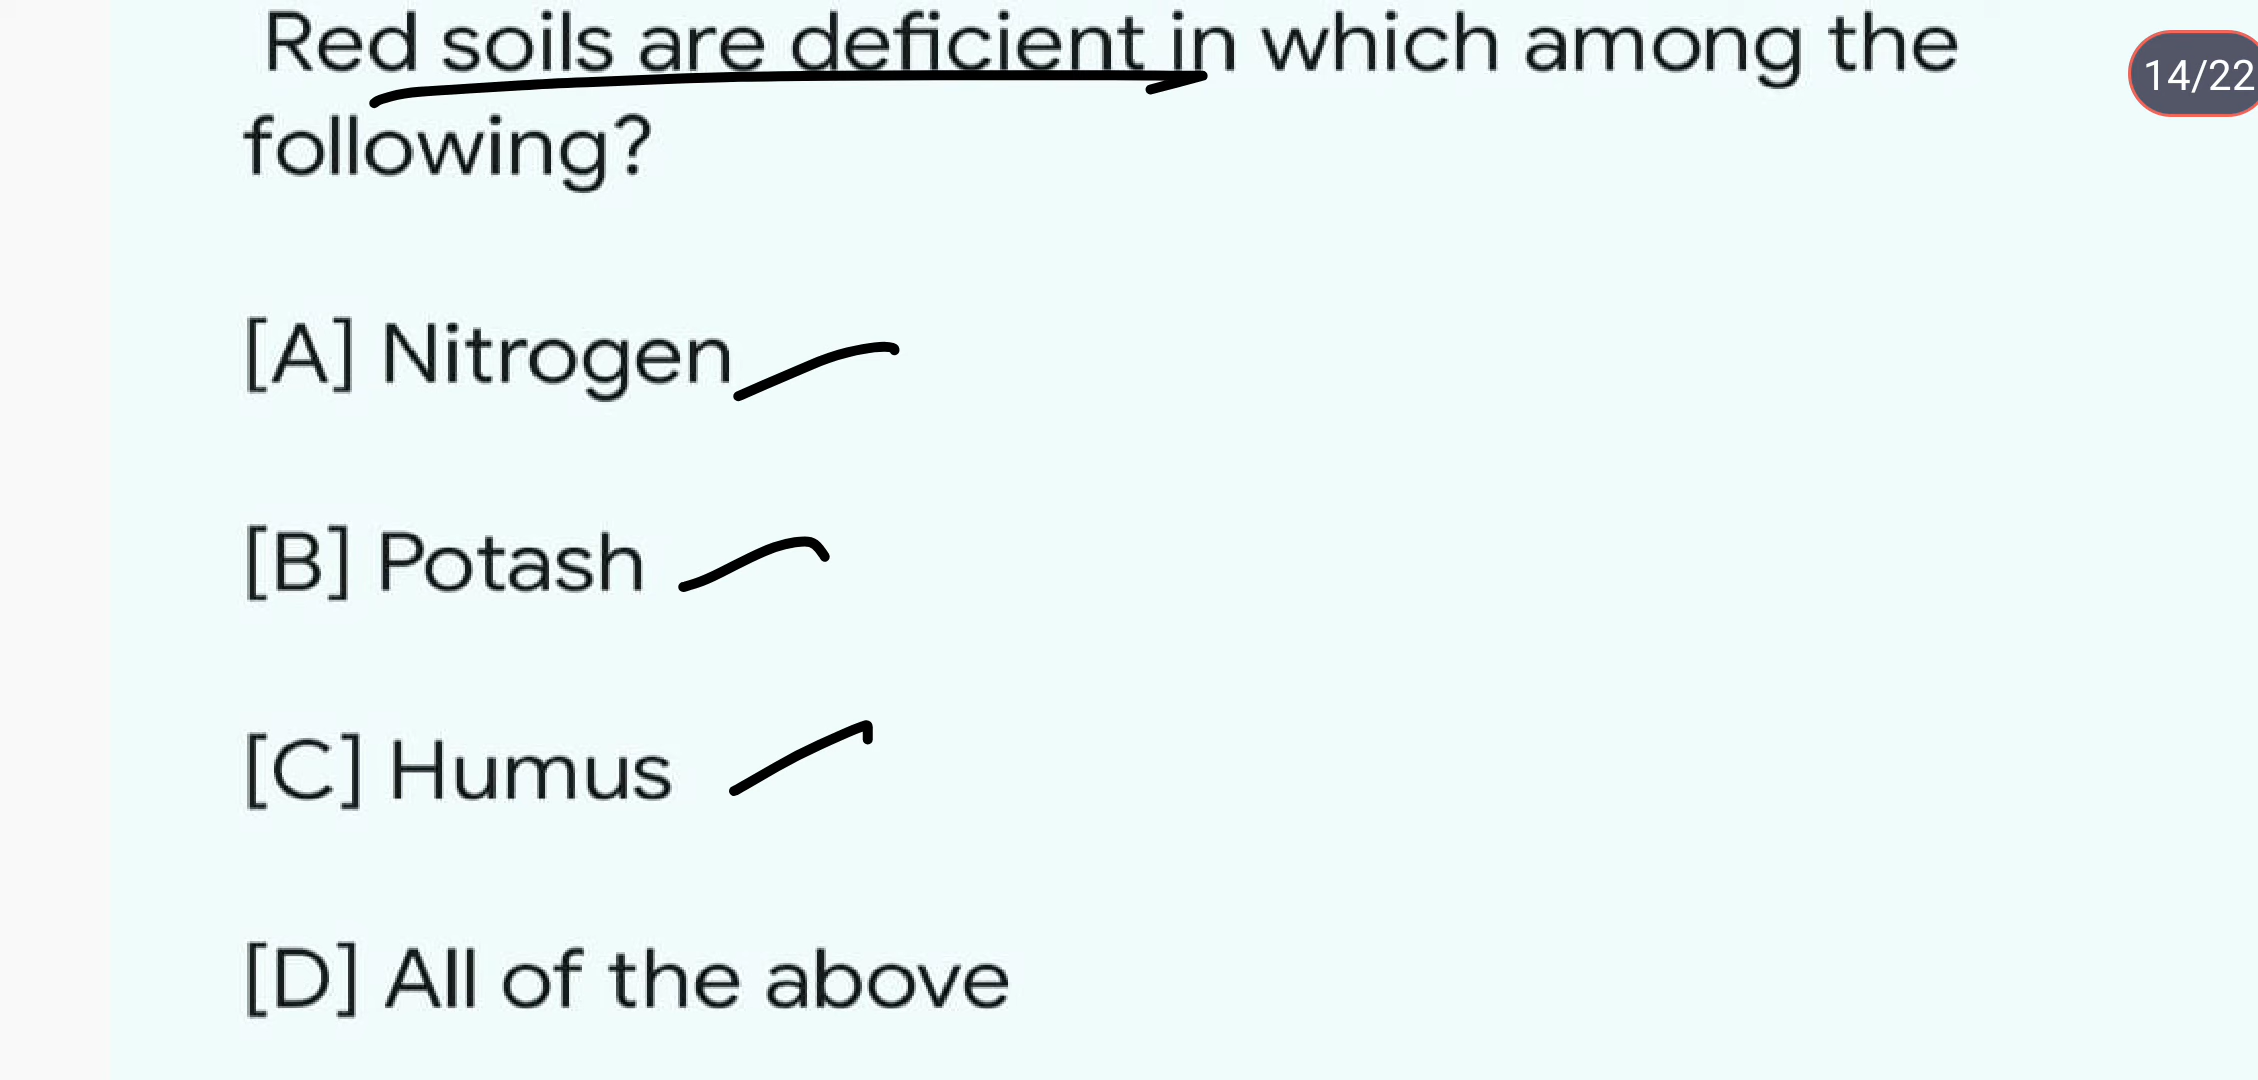 Red soils are deficient in which among the
14/22
following?
[A] Nitrogen
[B] Potash
[C] Humus
[D] All of the above